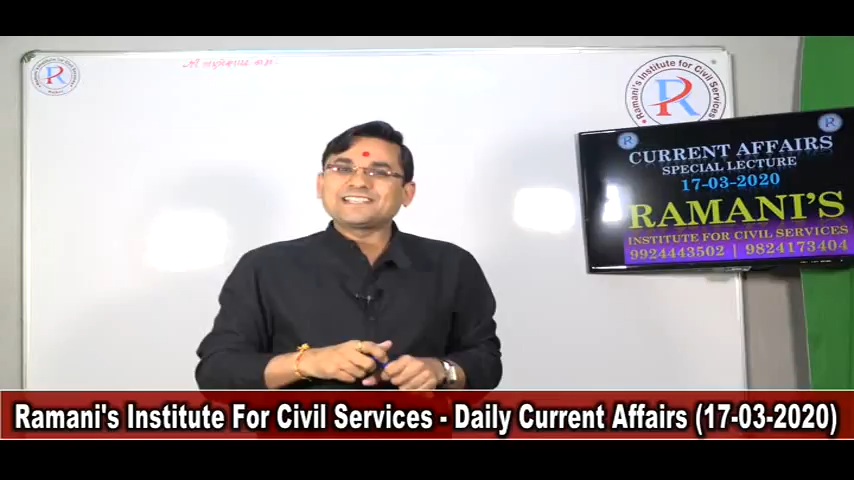 Ramani's Institute for Civil Services
R
CURRENT AFFAIRS
SPECIAL LECTURE
17-03-2020
RAMANI'S
INSTITUTE FOR CIVIL SERVICES
9924443502 | 9824173404
Ramani's Institute For Civil Services - Daily Current Affairs (17-03-2020)